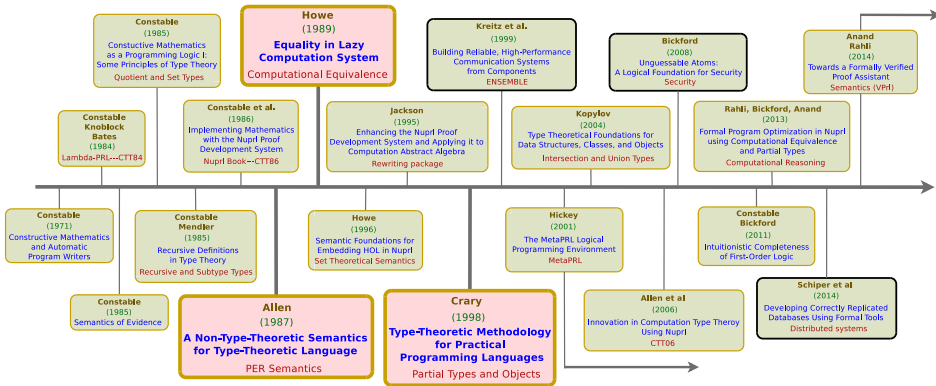 Constable
(1985)
Constuctive Mathematics
as a Programming Logic I:
Some Principles of Type Theory
Quotient and Set Types
Howe
(1989)
Equality in Lazy
Computation System
Computational Equivalence
Kreitz et al.
(1999)
Building Reliable, High-Performance
Communication Systems
from Components
ENSEMBLE
Bickford
(2008)
Unguessable Atoms:
A Logical Foundation for Security
Security
Anand
Rahli
(2014)
Towards a Formally Verified
Proof Assistant
Semantics (VPrl)
Constable
Knoblock
Bates
(1984)
Lambda-PRL---CTT84
Constable et al.
(1986)
Implementing Mathematics
with the Nuprl Proof
Development System
Nuprl Book--CTT86
Jackson
(1995)
Enhancing the Nuprl Proof
Development System and Applying it to
Computation Abstract Algebra
Rewriting package
Kopylov
(2004)
Type Theoretical Foundations for
Data Structures, Classes, and Objects
Intersection and Union Types
Rahli, Bickford, Anand
(2013)
Formal Program Optimization in Nuprl
using Computational Equivalence
and Partial Types
Computational Reasoning
Constable
(1971)
Constructive Mathematics
and Automatic
Program Writers
Constable
Mendler
(1985)
Recursive Definitions
in Type Theory
Recursive and Subtype Types
Howe
(1996)
Semantic Foundations for
Embedding HOL in Nuprl
Set Theoretical Semantics
Hickey
(2001)
The MetaPRL Logical
Programming Environment
MetaPRL
Constable
Bickford
(2011)
Intuitionistic Completeness
of First-Order Logic
Constable
(1985)
Semantics of Evidence
Allen
(1987)
A Non-Type-Theoretic Semantics
for Type-Theoretic Language
PER Semantics
Crary
(1998)
Type-Theoretic Methodology
for Practical
Programming Languages
Partial Types and Objects
Allen et al
(2006)
Innovation in Computation Type Theroy
Using Nuprl
CTT06
Schiper et al
(2014)
Developing Correctly Replicated
Databases Using Formal Tools
Distributed systems